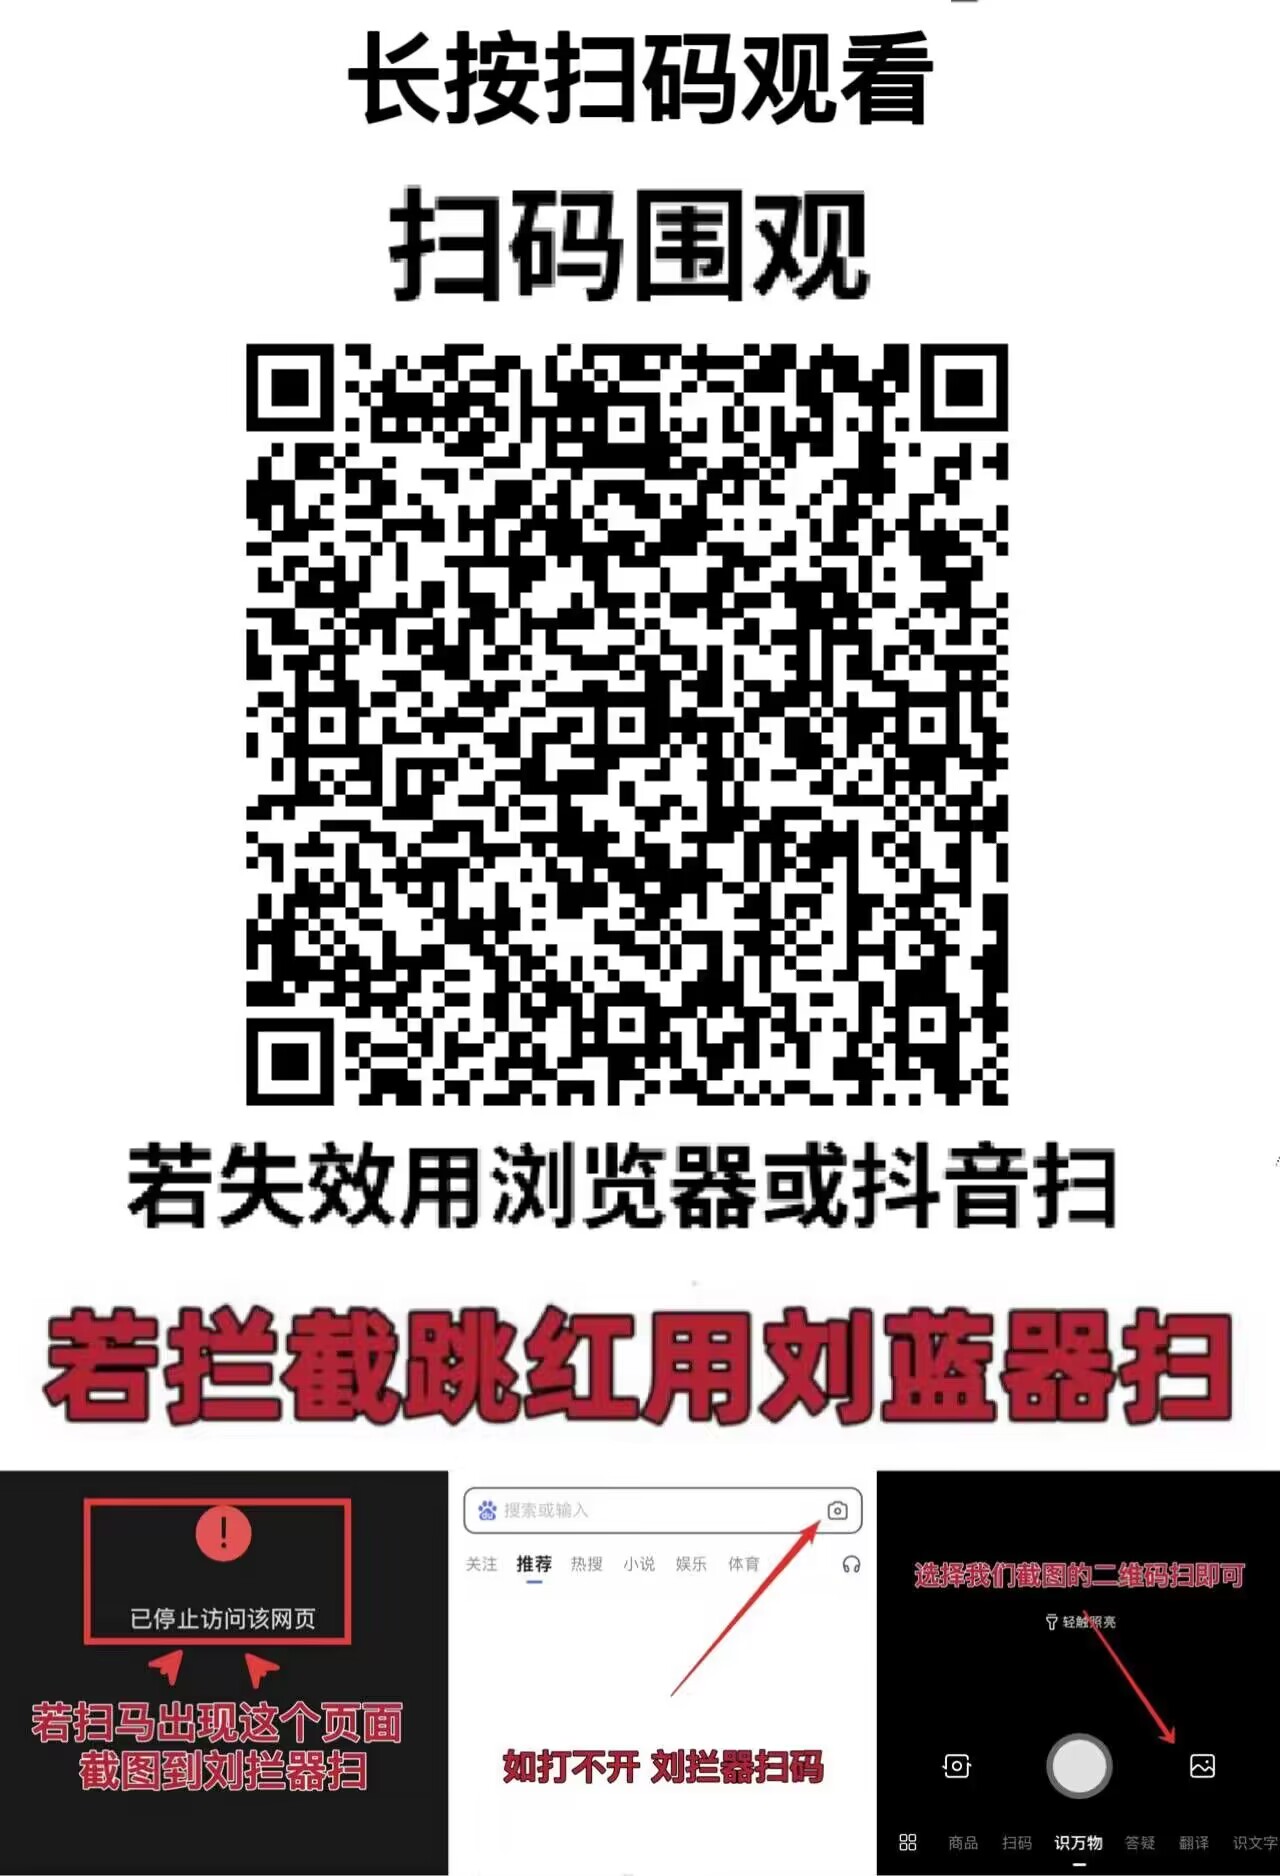 长按扫码观看
扫码围观
若失效用浏览器或抖音扫
若拦截跳红用刘蓝器扫
已停止访问该网页
若扫马出现这个页面
截图到刘拦器扫
du 搜索或输入
关注 推荐 热搜 小说 娱乐 体育
如打不开 刘拦器扫码
选择我们截图的二维码扫即可
轻触照亮
商品 扫码 识万物 答疑 翻译 识文字